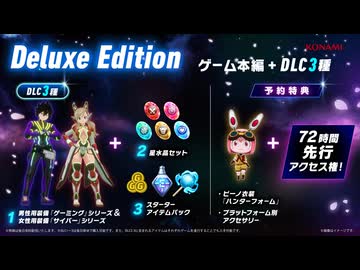 Deluxe Edition
KONAMI
ゲーム本編 + DLC3種
DLC3種
予約特典
+
2 星水晶セット
+
72時間
先行
アクセス権!
3 スターター
アイテムパック
・ピーノ衣装
「ハンターフォーム」
・プラットフォーム別
アクセサリー
1 男性用装備「ゲーミング」シリーズ&
女性用装備「サイバー」シリーズ